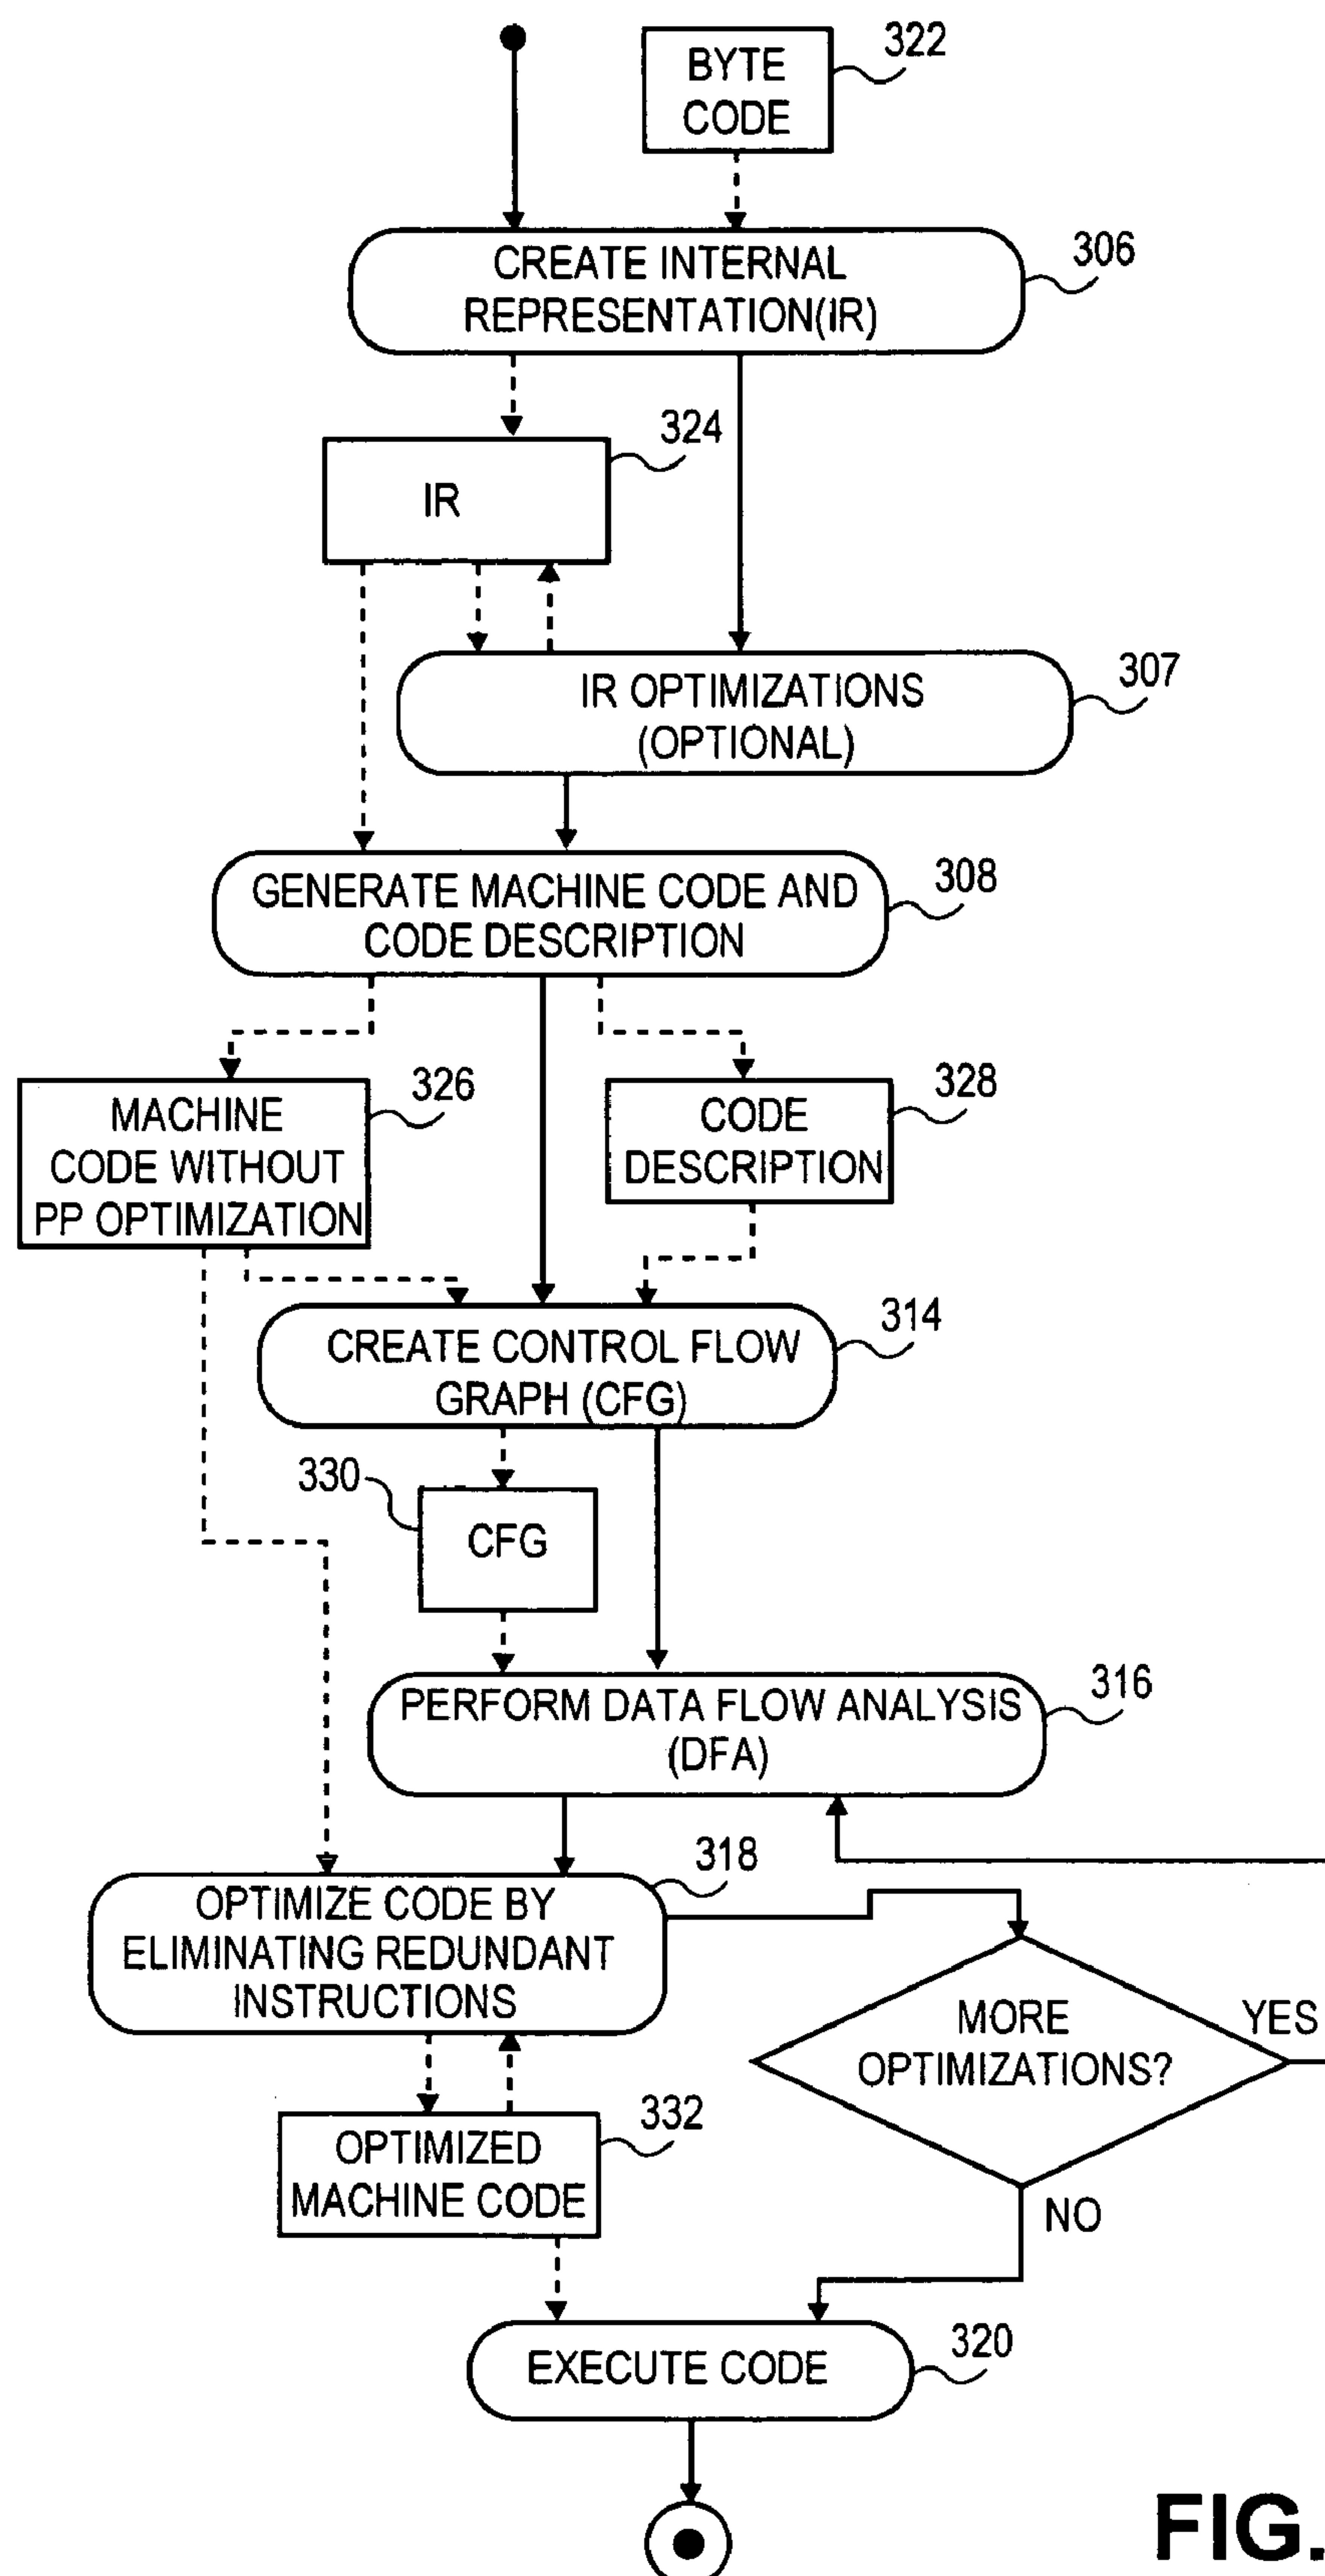 BYTE
CODE
322
CREATE INTERNAL
REPRESENTATION(IR)
306
324
IR
IR OPTIMIZATIONS
(OPTIONAL)
307
GENERATE MACHINE CODE AND
CODE DESCRIPTION
308
MACHINE
CODE WITHOUT
PP OPTIMIZATION
326
CODE
DESCRIPTION
328
CREATE CONTROL FLOW
GRAPH (CFG)
314
330
CFG
PERFORM DATA FLOW ANALYSIS
(DFA)
316
318
OPTIMIZE CODE BY
ELIMINATING REDUNDANT
INSTRUCTIONS
MORE
OPTIMIZATIONS?
YES
332
OPTIMIZED
MACHINE CODE
NO
EXECUTE CODE
320
FIG.